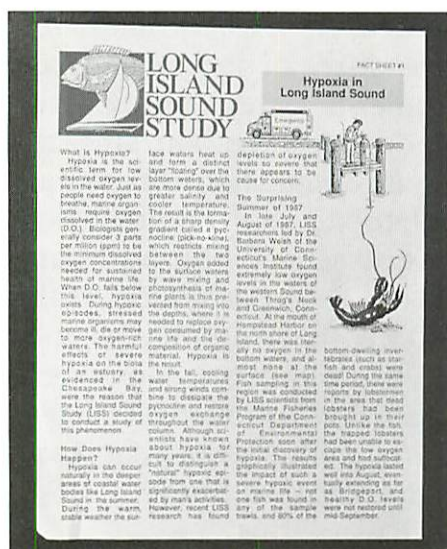 LONG
ISLAND
SOUND
STUDY
FACT SHEET #1
Hypoxia in
Long Island Sound
Emergency
What Is Hypoxia?
Hypoxia is the sci-
entific term for low
dissolved oxygen lev-
els in the water. Just as
people need oxygen to
breathe, marine organ-
isms require oxygen
dissolved in the water
(D.O.). Biologists gen-
erally consider 3 parts
per million (ppm) to be
the minimum dissolved
oxygen concentrations
needed for sustained
health of marine life.
When D.O. falls below
this level, hypoxia
exists. During hypoxic
episodes, stressed
marine organisms may
become ill, die or move
to more oxygen-rich
waters. The harmful
effects of severe
hypoxia on the biota
of an estuary, as
evidenced in the
Chesapeake Bay,
were the reason that
the Long Island Sound
Study (LISS) decided
to conduct a study of
this phenomenon.
How Does Hypoxia
Happen?
Hypoxia can occur
naturally in the deeper
areas of coastal water
bodies like Long Island
Sound in the summer.
During the warm,
stable weather the sur-
face waters heat up
and form a distinct
layer "floating" over the
bottom waters, which
are more dense due to
greater salinity and
cooler temperature.
The result is the forma-
tion of a sharp density
gradient called a pyc-
nocline (pick-no-kline),
which restricts mixing
between the two
layers. Oxygen added
to the surface waters
by wave mixing and
photosynthesis of ma-
rine plants is thus pre-
vented from mixing into
the depths, where it is
needed to replace oxy-
gen consumed by ma-
rine life and the de-
composition of organic
material. Hypoxia is
the result.
In the fall, cooling
water temperatures
and strong winds com-
bine to dissipate the
pycnocline and restore
oxygen exchange
throughout the water
column. Although sci-
entists have known
about hypoxia for
many years, it is dif-
ficult to distinguish a
"natural" hypoxic epi-
sode from one that is
significantly exacerbat-
ed by man's activities.
However, recent LISS
research has found
depletion of oxygen
levels so severe that
there appears to be
cause for concern.
The Surprising
Summer of 1987
In late July and
August of 1987, LISS
researchers led by Dr.
Barbara Welsh of the
University of Conn-
ecticut's Marine Sci-
ences Institute found
extremely low oxygen
levels in the waters of
the western Sound be-
tween Throg's Neck
and Greenwich, Conn-
ecticut. At the mouth of
Hempstead Harbor on
the north shore of Long
Island, there was liter-
ally no oxygen in the
bottom waters, and al-
most none at the
surface (see map).
Fish sampling in this
region was conducted
by LISS scientists from
the Marine Fisheries
Program of the Conn-
ecticut Department
of Environmental
Protection soon after
the initial discovery of
hypoxia. The results
graphically illustrated
the impact of such a
severe hypoxic event
on marine life — not
one fish was found in
any of the sample
trawls, and 80% of the
bottom-dwelling inver-
tebrates (such as star-
fish and crabs) were
dead! During the same
time period, there were
reports by lobstermen
in the area that dead
lobsters had been
brought up in their
pots. Unlike the fish,
the trapped lobsters
had been unable to es-
cape the low oxygen
area and had suffocat-
ed. The hypoxia lasted
well into August, even-
tually extending as far
as Bridgeport, and
healthy D.O. levels
were not restored until
mid-September.